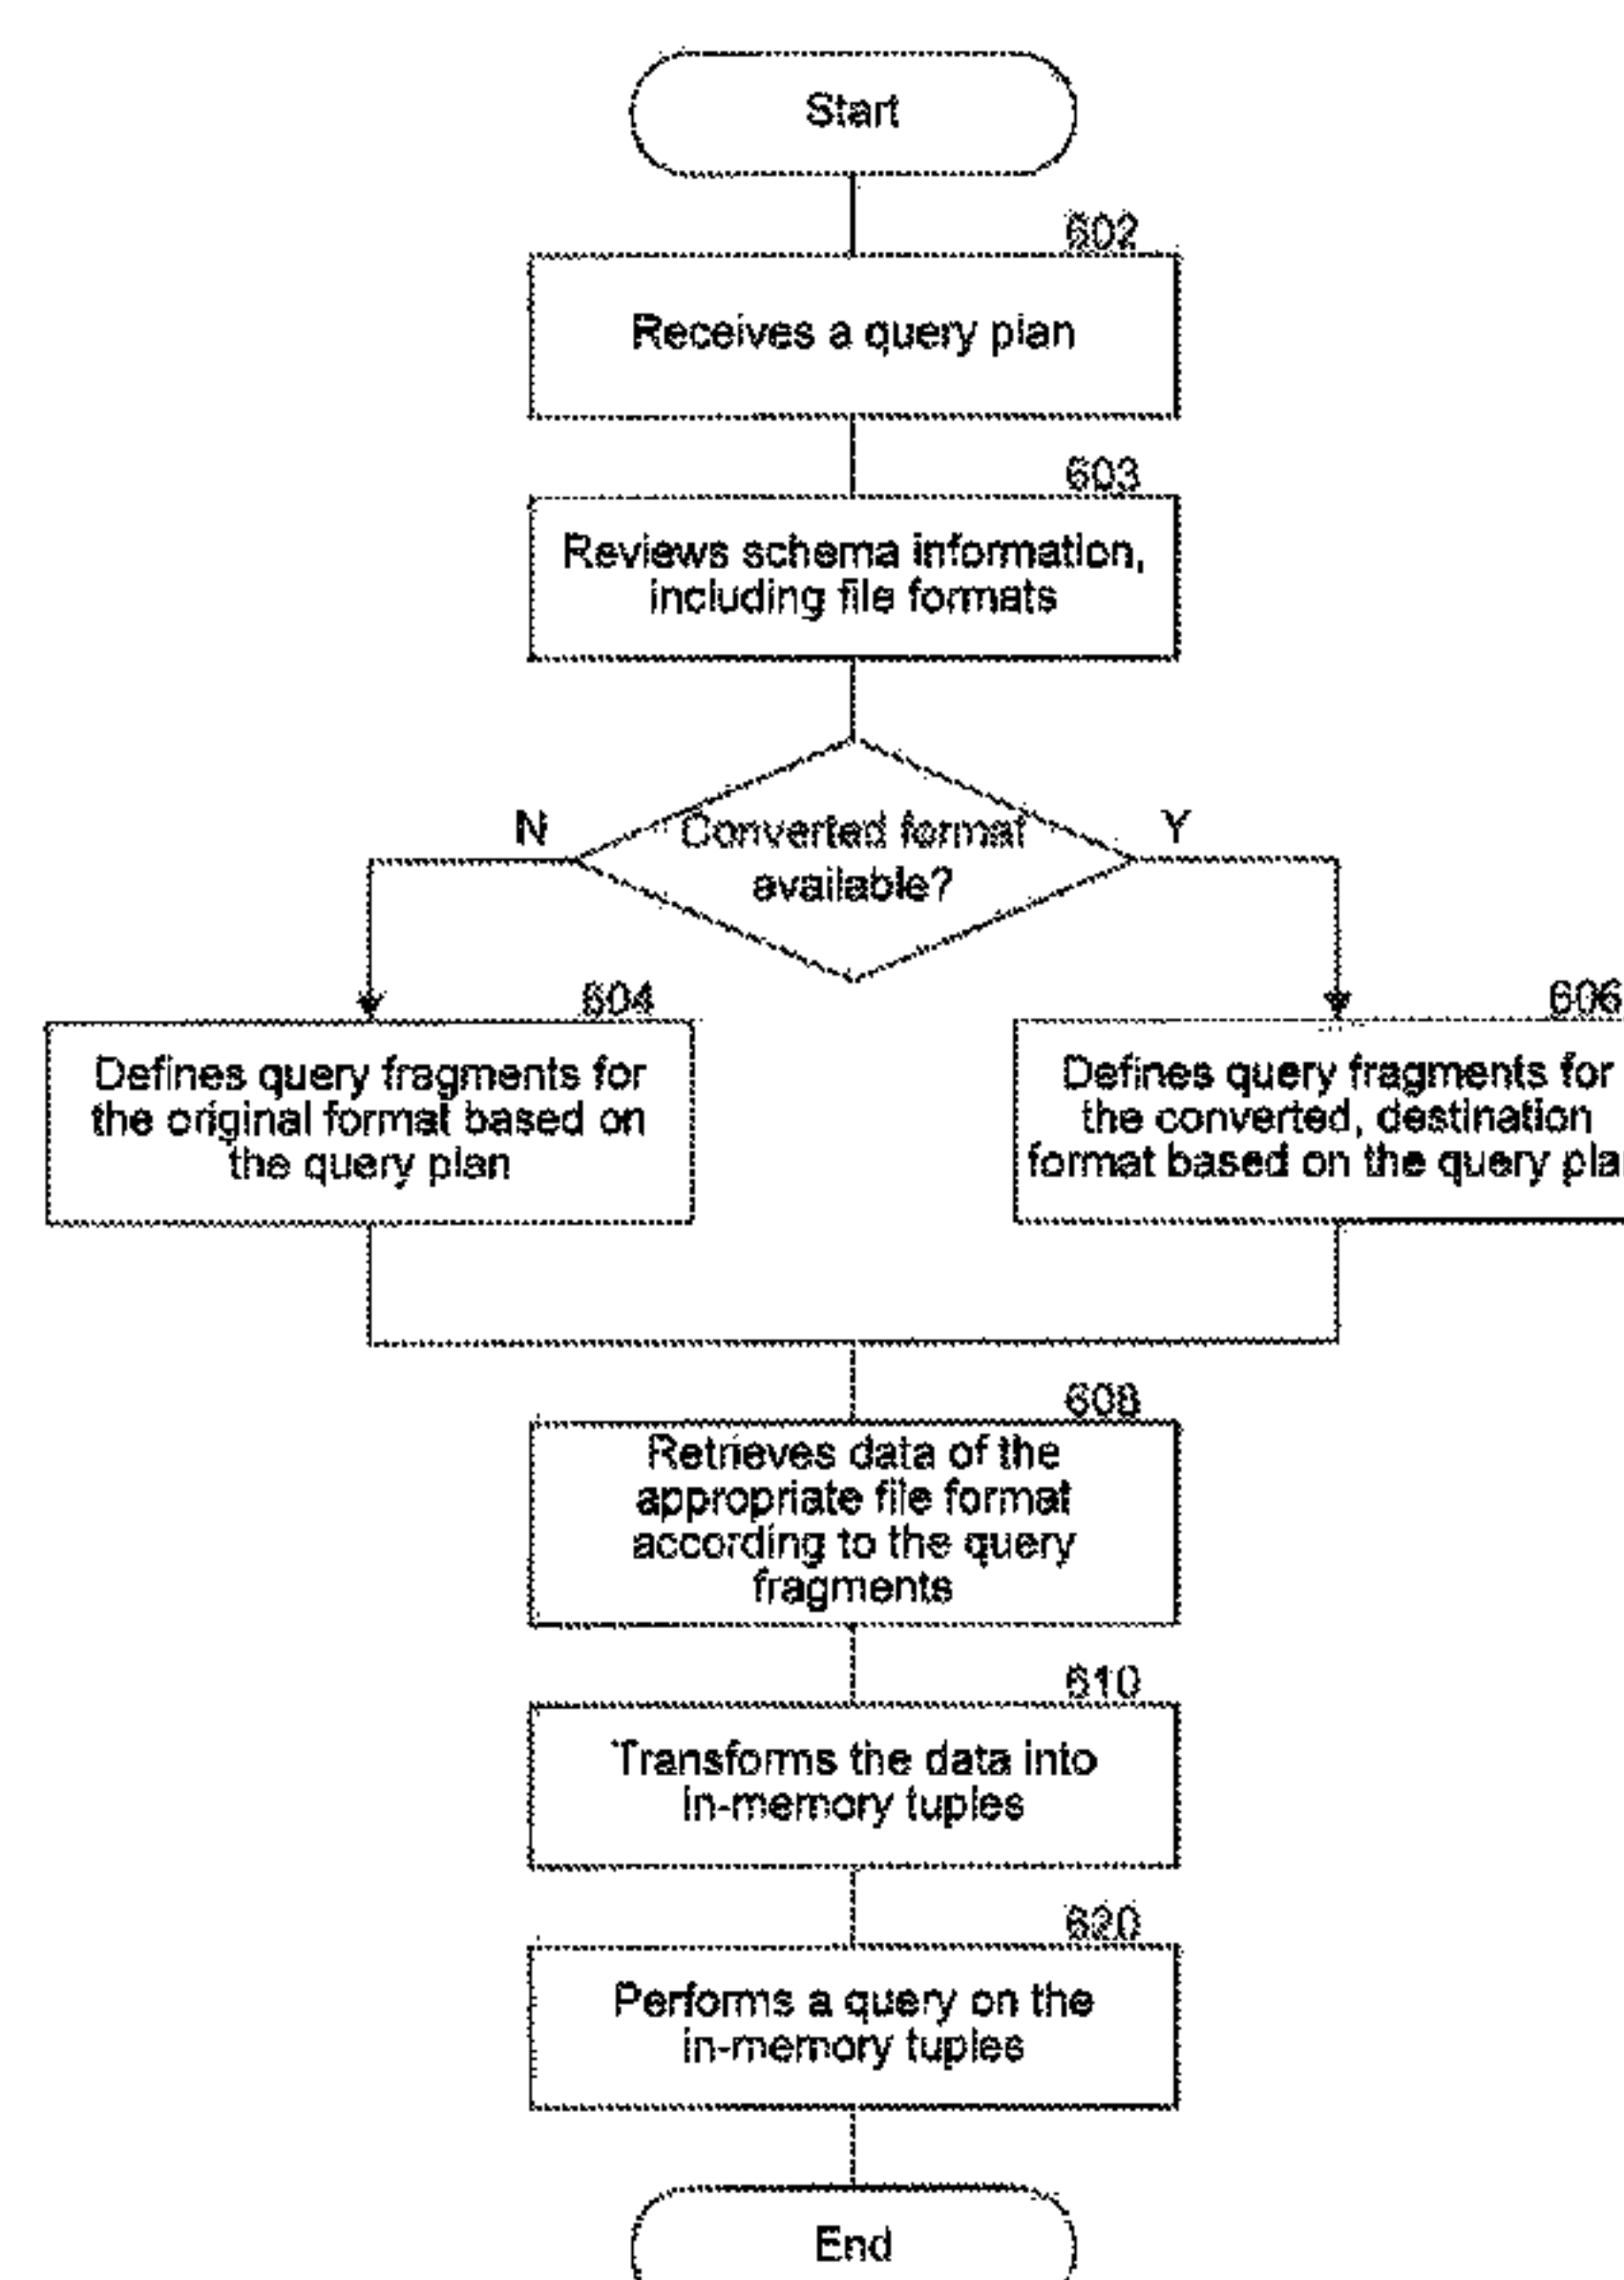 Start
602
Receives a query plan
603
Reviews schema information,
including file formats
N
Converted format
available?
Y
604
Defines query fragments for
the original format based on
the query plan
606
Defines query fragments for
the converted, destination
format based on the query
608
Retrieves data of the
appropriate file format
according to the query
fragments
610
Transforms the data into
in-memory tuples
620
Performs a query on the
in-memory tuples
End